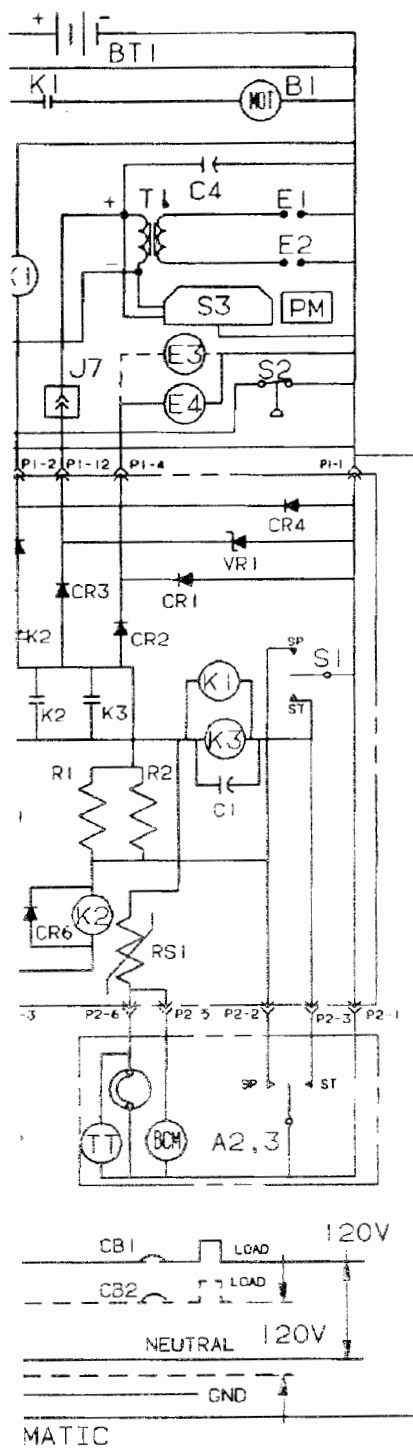 + -
BT1
K1 MOT B1
C4
+ T1 E1
- E2
K1
S3 PM
E3
J7 S2
E4
P1-2 P1-12 P1-4 P1-1
CR4
VR1
CR3 CR1
K2 CR2
SP
S1
K1
K2 K3 ST
K3
R1 R2
C1
K2
CR6
RS1
-3 P2-6 P2-5 P2-2 P2-3 P2-1
SP ST
TT BCM A2,3
CB1 LOAD 120V
CB2 LOAD
NEUTRAL 120V
GND
MATIC